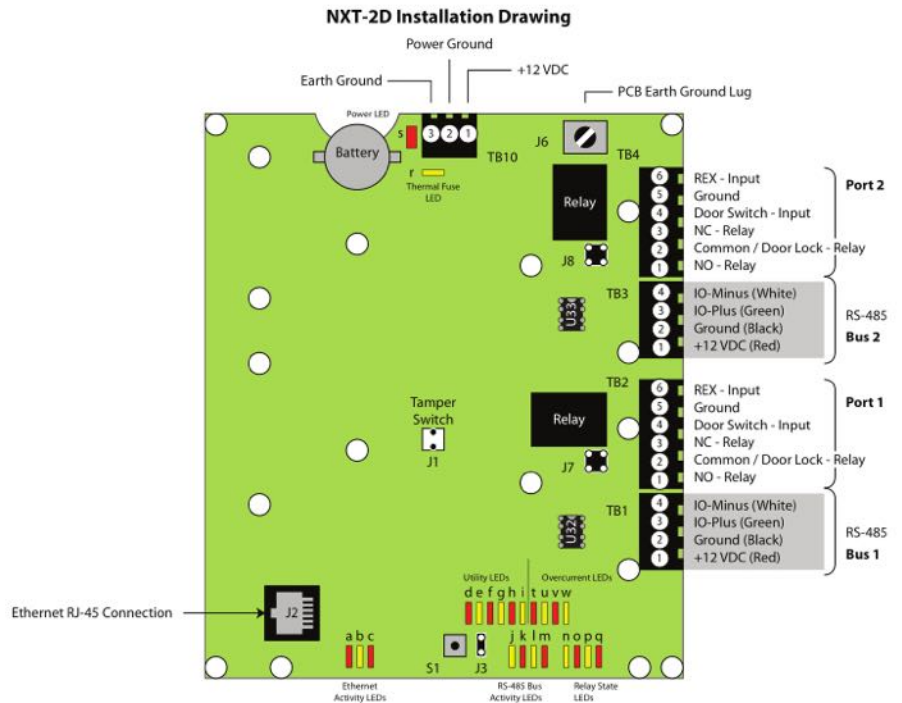 NXT-2D Installation Drawing
Power Ground
Earth Ground
+12 VDC
PCB Earth Ground Lug
Power LED
s
3 2 1
Battery
TB10
J6
TB4
r
Thermal Fuse
LED
Relay
J8
6 REX - Input
5 Ground
4 Door Switch - Input
3 NC - Relay
2 Common / Door Lock - Relay
1 NO - Relay
Port 2
TB3
U33
4 IO-Minus (White)
3 IO-Plus (Green)
2 Ground (Black)
1 +12 VDC (Red)
RS-485
Bus 2
Tamper
Switch
J1
TB2
Relay
J7
6 REX - Input
5 Ground
4 Door Switch - Input
3 NC - Relay
2 Common / Door Lock - Relay
1 NO - Relay
Port 1
TB1
U32
4 IO-Minus (White)
3 IO-Plus (Green)
2 Ground (Black)
1 +12 VDC (Red)
RS-485
Bus 1
Utility LEDs
Overcurrent LEDs
d e f g h i t u v w
Ethernet RJ-45 Connection
J2
a b c
S1
J3
j k l m
n o p q
Ethernet
Activity LEDs
RS-485 Bus
Activity LEDs
Relay State
LEDs